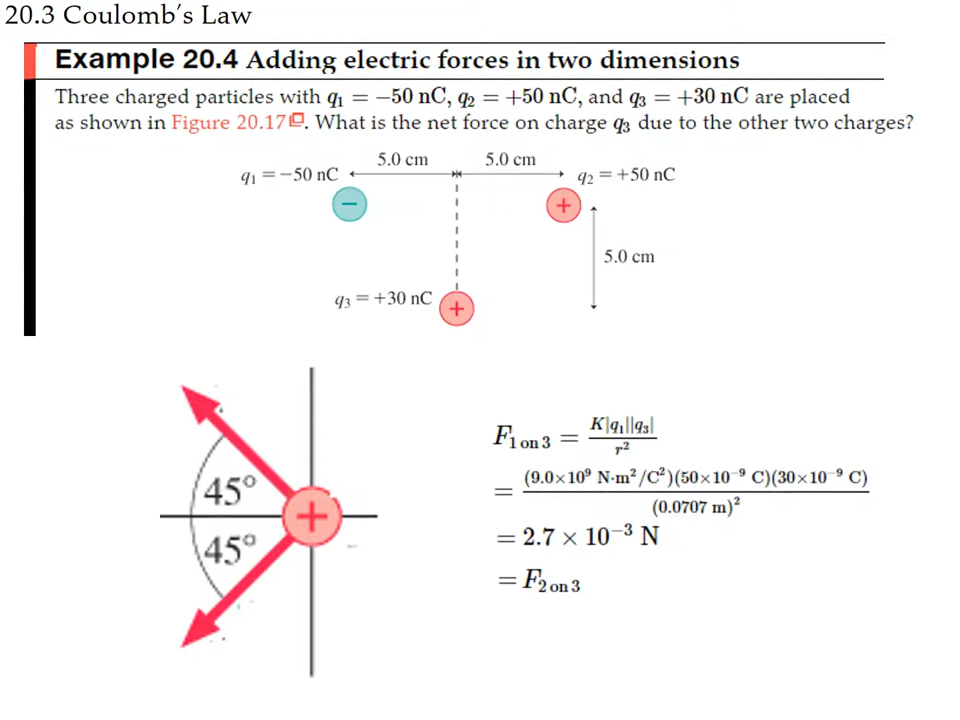 20.3 Coulomb's Law
Example 20.4 Adding electric forces in two dimensions
Three charged particles with q₁ = −50 nC, q₂ = +50 nC, and q₃ = +30 nC are placed
as shown in Figure 20.17. What is the net force on charge q₃ due to the other two charges?
5.0 cm 5.0 cm
q₁ = −50 nC q₂ = +50 nC
− +
5.0 cm
q₃ = +30 nC +
45°
+
45°
F₁ on 3 = K|q₁||q₃| / r²
= (9.0×10⁹ N·m²/C²)(50×10⁻⁹ C)(30×10⁻⁹ C) / (0.0707 m)²
= 2.7 × 10⁻³ N
= F₂ on 3